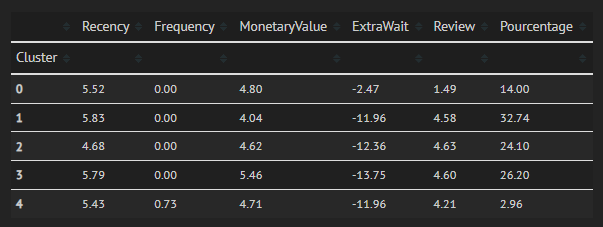 Recency Frequency MonetaryValue ExtraWait Review Pourcentage
Cluster
0 5.52 0.00 4.80 -2.47 1.49 14.00
1 5.83 0.00 4.04 -11.96 4.58 32.74
2 4.68 0.00 4.62 -12.36 4.63 24.10
3 5.79 0.00 5.46 -13.75 4.60 26.20
4 5.43 0.73 4.71 -11.96 4.21 2.96